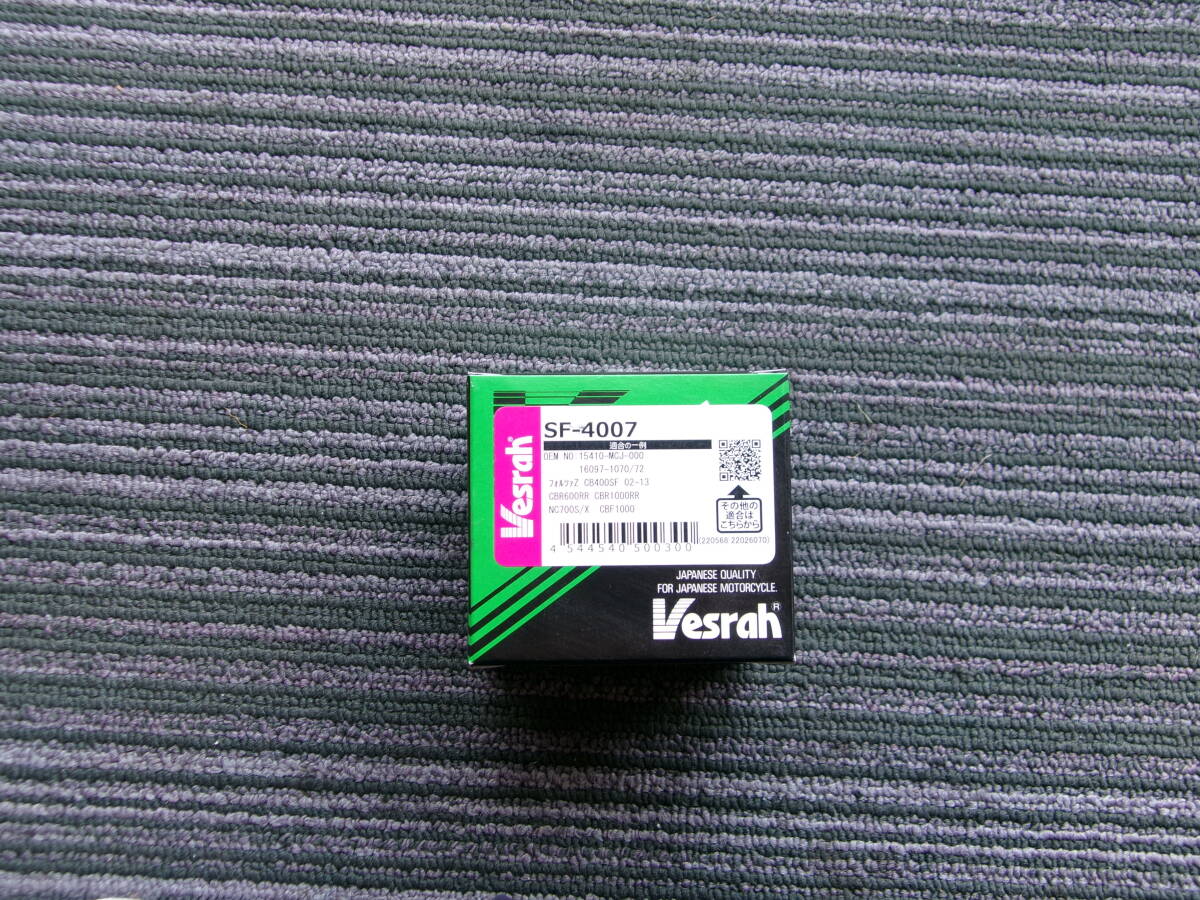 Vesrah®
SF-4007
適合の一例
OEM NO:15410-MCJ-000
16097-1070/72
フォルツァZ CB400SF 02-13
CBR600RR CBR1000RR
NC700S/X CBF1000
その他の
適合は
こちらから
4 544540 500300
(220568 22026070)
JAPANESE QUALITY
FOR JAPANESE MOTORCYCLE.
Vesrah®